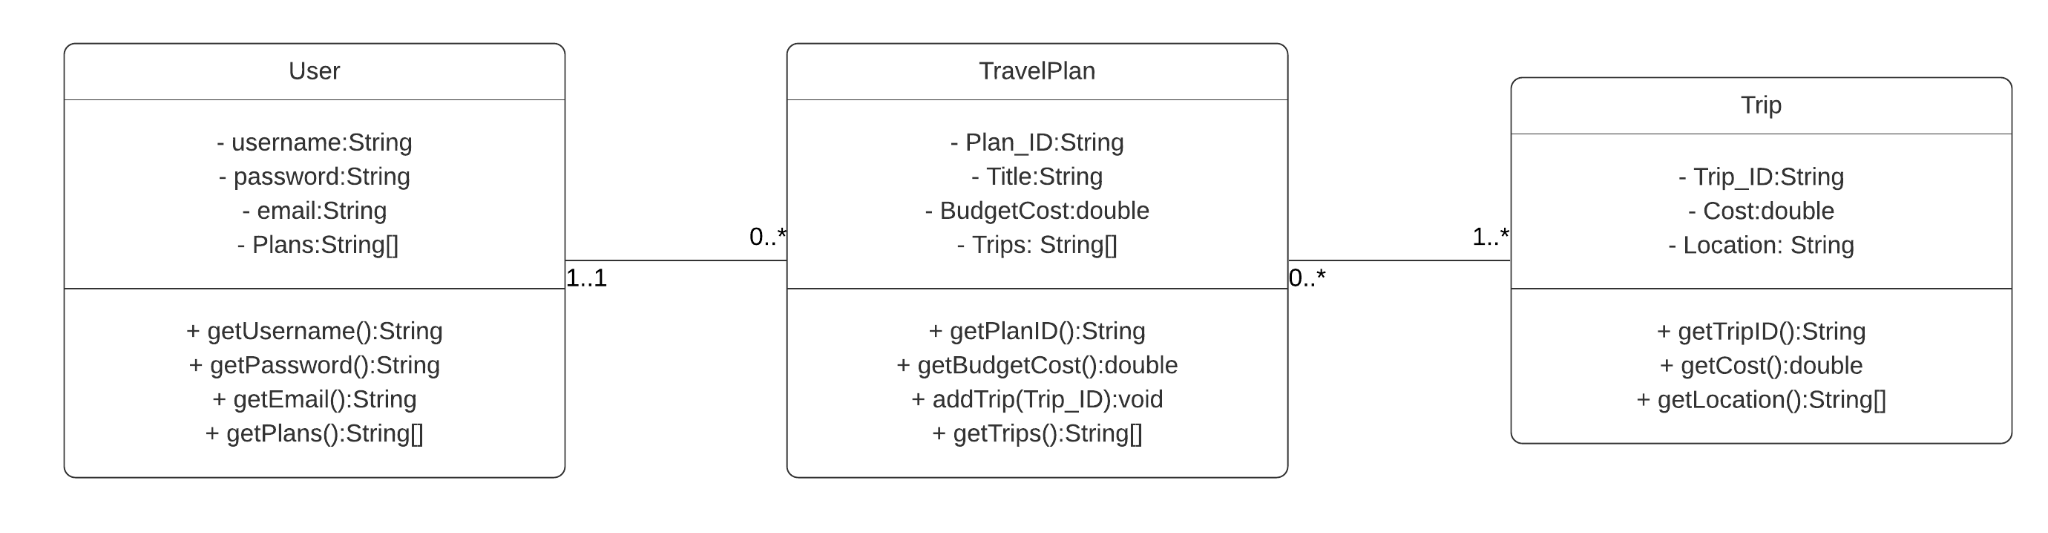 User
- username:String
- password:String
- email:String
- Plans:String[]
+ getUsername():String
+ getPassword():String
+ getEmail():String
+ getPlans():String[]
1..1
0..*
TravelPlan
- Plan_ID:String
- Title:String
- BudgetCost:double
- Trips: String[]
+ getPlanID():String
+ getBudgetCost():double
+ addTrip(Trip_ID):void
+ getTrips():String[]
0..*
1..*
Trip
- Trip_ID:String
- Cost:double
- Location: String
+ getTripID():String
+ getCost():double
+ getLocation():String[]